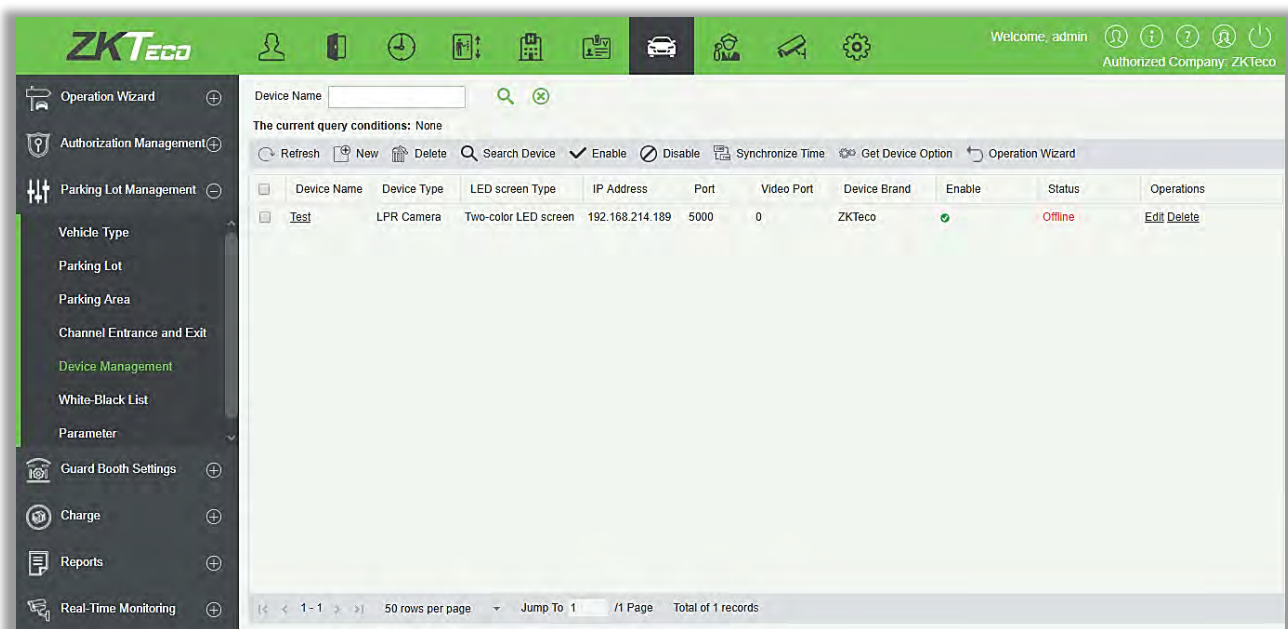 ZKTECO
Welcome, admin
Authorized Company: ZKTeco
Operation Wizard
Authorization Management
Parking Lot Management
Vehicle Type
Parking Lot
Parking Area
Channel Entrance and Exit
Device Management
White-Black List
Parameter
Guard Booth Settings
Charge
Reports
Real-Time Monitoring
Device Name
The current query conditions: None
Refresh New Delete Search Device Enable Disable Synchronize Time Get Device Option Operation Wizard
Device Name Device Type LED screen Type IP Address Port Video Port Device Brand Enable Status Operations
Test LPR Camera Two-color LED screen 192.168.214.189 5000 0 ZKTeco Offline Edit Delete
1 - 1 50 rows per page Jump To 1 /1 Page Total of 1 records